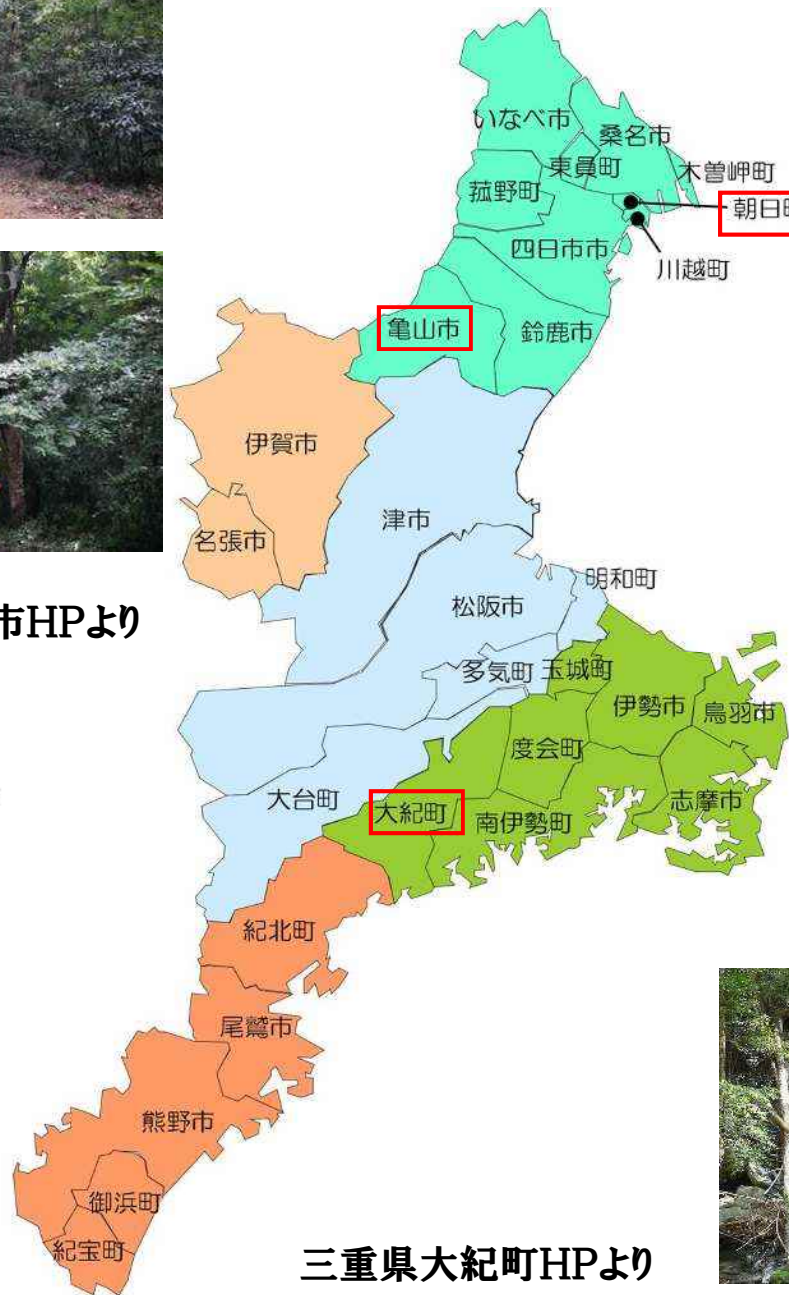 いなべ市
桑名市
東員町
木曽岬町
菰野町
朝日町
四日市市
川越町
亀山市
鈴鹿市
伊賀市
津市
名張市
明和町
松阪市
市HPより
多気町
玉城町
伊勢市
鳥羽市
度会町
大台町
大紀町
南伊勢町
志摩市
紀北町
尾鷲市
熊野市
御浜町
紀宝町
三重県大紀町HPより